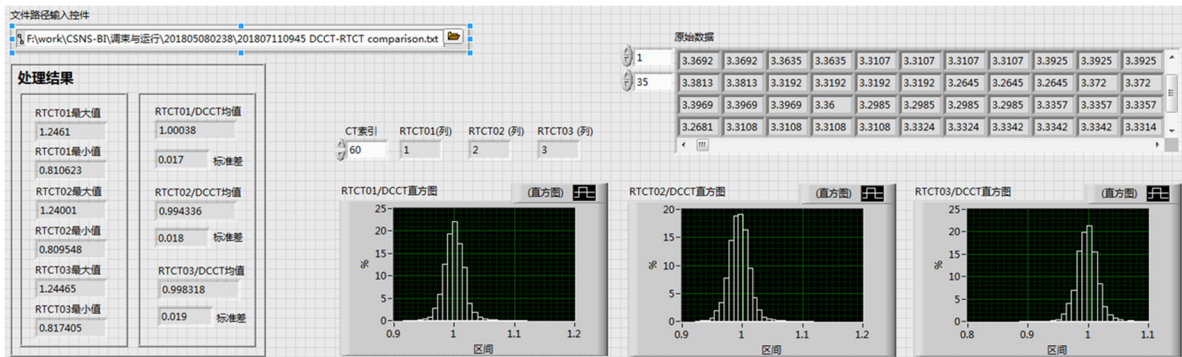 文件路径输入控件
F:\work\CSNS-BI\调束与运行\201805080238\201807110945 DCCT-RTCT comparison.txt
处理结果
RTCT01最大值
1.2461
RTCT01最小值
0.810623
RTCT02最大值
1.24001
RTCT02最小值
0.809548
RTCT03最大值
1.24465
RTCT03最小值
0.817405
RTCT01/DCCT均值
1.00038
0.017 标准差
RTCT02/DCCT均值
0.994336
0.018 标准差
RTCT03/DCCT均值
0.998318
0.019 标准差
原始数据
1
35
3.3692 3.3692 3.3635 3.3635 3.3107 3.3107 3.3107 3.3107 3.3925 3.3925 3.3925
3.3813 3.3813 3.3192 3.3192 3.3192 3.3192 3.2645 3.2645 3.2645 3.372 3.372
3.3969 3.3969 3.3969 3.36 3.2985 3.2985 3.2985 3.2985 3.3357 3.3357 3.3357
3.2681 3.3108 3.3108 3.3108 3.3108 3.3324 3.3324 3.3342 3.3342 3.3342 3.3314
CT索引 RTCT01(列) RTCT02 (列) RTCT03 (列)
60 1 2 3
RTCT01/DCCT直方图 (直方图)
25
20
15
10
5
0
%
0.9 1 1.1 1.2
区间
RTCT02/DCCT直方图 (直方图)
20
15
10
5
0
%
0.9 1 1.1 1.2
区间
RTCT03/DCCT直方图 (直方图)
25
20
15
10
5
0
%
0.8 0.9 1 1.1
区间